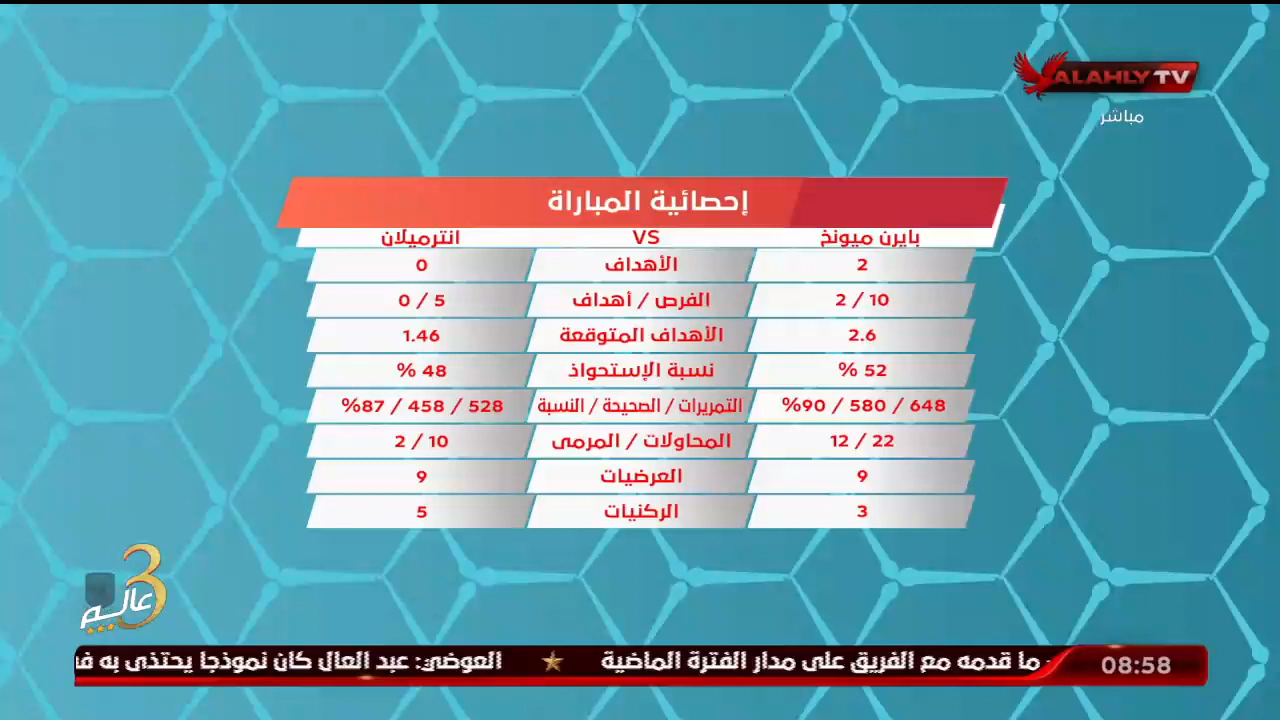 ALAHLY TV
مباشر
إحصائية المباراة
بايرن ميونخ VS انترميلان
2 الأهداف 0
2 / 10 الفرص / أهداف 0 / 5
2.6 الأهداف المتوقعة 1.46
52 % نسبة الإستحواذ 48 %
648 / 580 / 90% التمريرات / الصحيحة / النسبة 528 / 458 / 87%
12 / 22 المحاولات / المرمى 2 / 10
9 العرضيات 9
3 الركنيات 5
3 عالم
08:58 ما قدمه مع الفريق على مدار الفترة الماضية ★ العوضي: عبد العال كان نموذجا يحتذى به